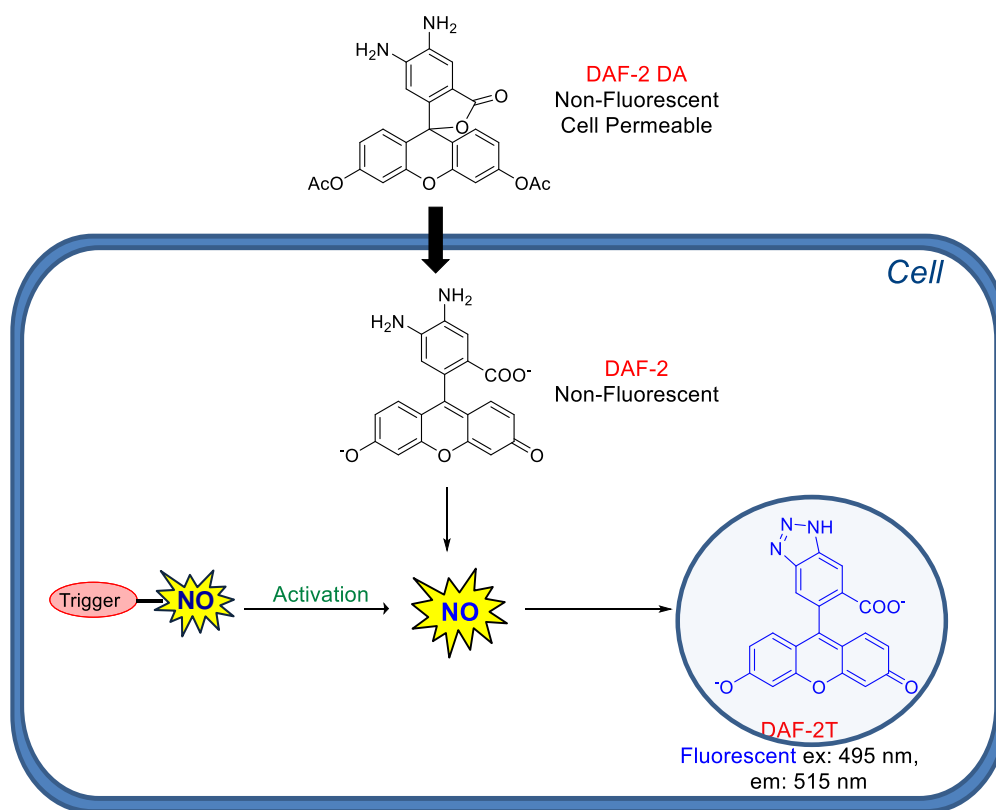 NH₂
H₂N
O
O
AcO
O
OAc
DAF-2 DA
Non-Fluorescent
Cell Permeable
Cell
NH₂
H₂N
COO⁻
⁻O
O
O
DAF-2
Non-Fluorescent
Trigger
NO
Activation
NO
N
NH
N
COO⁻
⁻O
O
O
DAF-2T
Fluorescent ex: 495 nm,
em: 515 nm